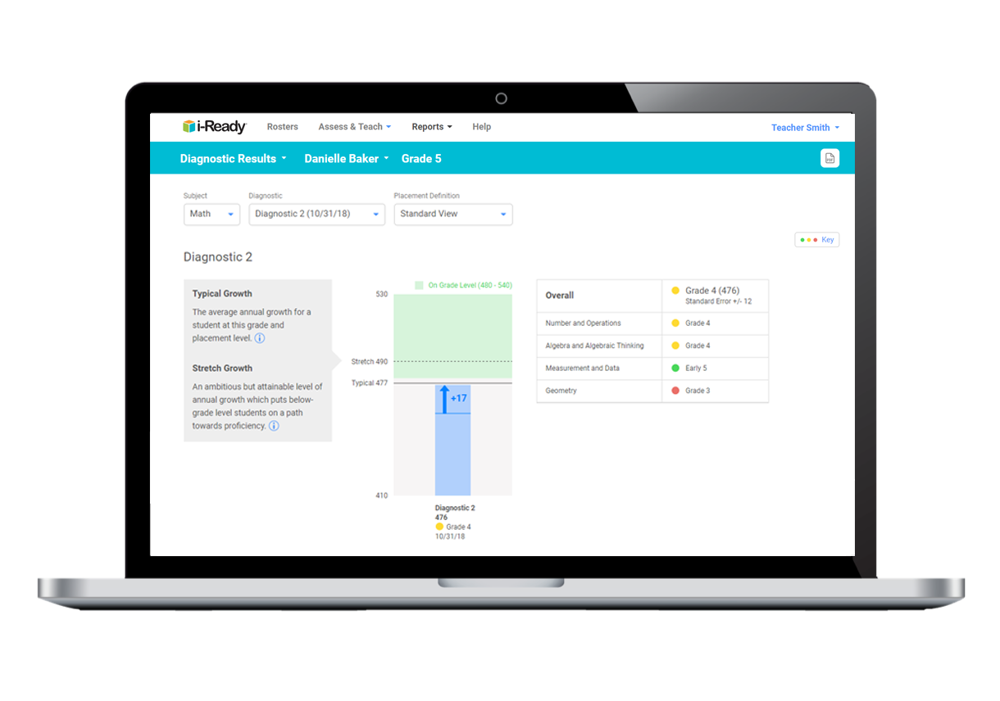 i-Ready Rosters Assess & Teach Reports Help Teacher Smith
Diagnostic Results Danielle Baker Grade 5
PDF
Subject Diagnostic Placement Definition
Math Diagnostic 2 (10/31/18) Standard View
Key
Diagnostic 2
Typical Growth
The average annual growth for a
student at this grade and
placement level.
Stretch Growth
An ambitious but attainable level of
annual growth which puts below-
grade level students on a path
towards proficiency.
On Grade Level (480 - 540)
530
Stretch 490
Typical 477
+17
410
Diagnostic 2
476
Grade 4
10/31/18
Overall Grade 4 (476)
Standard Error +/- 12
Number and Operations Grade 4
Algebra and Algebraic Thinking Grade 4
Measurement and Data Early 5
Geometry Grade 3